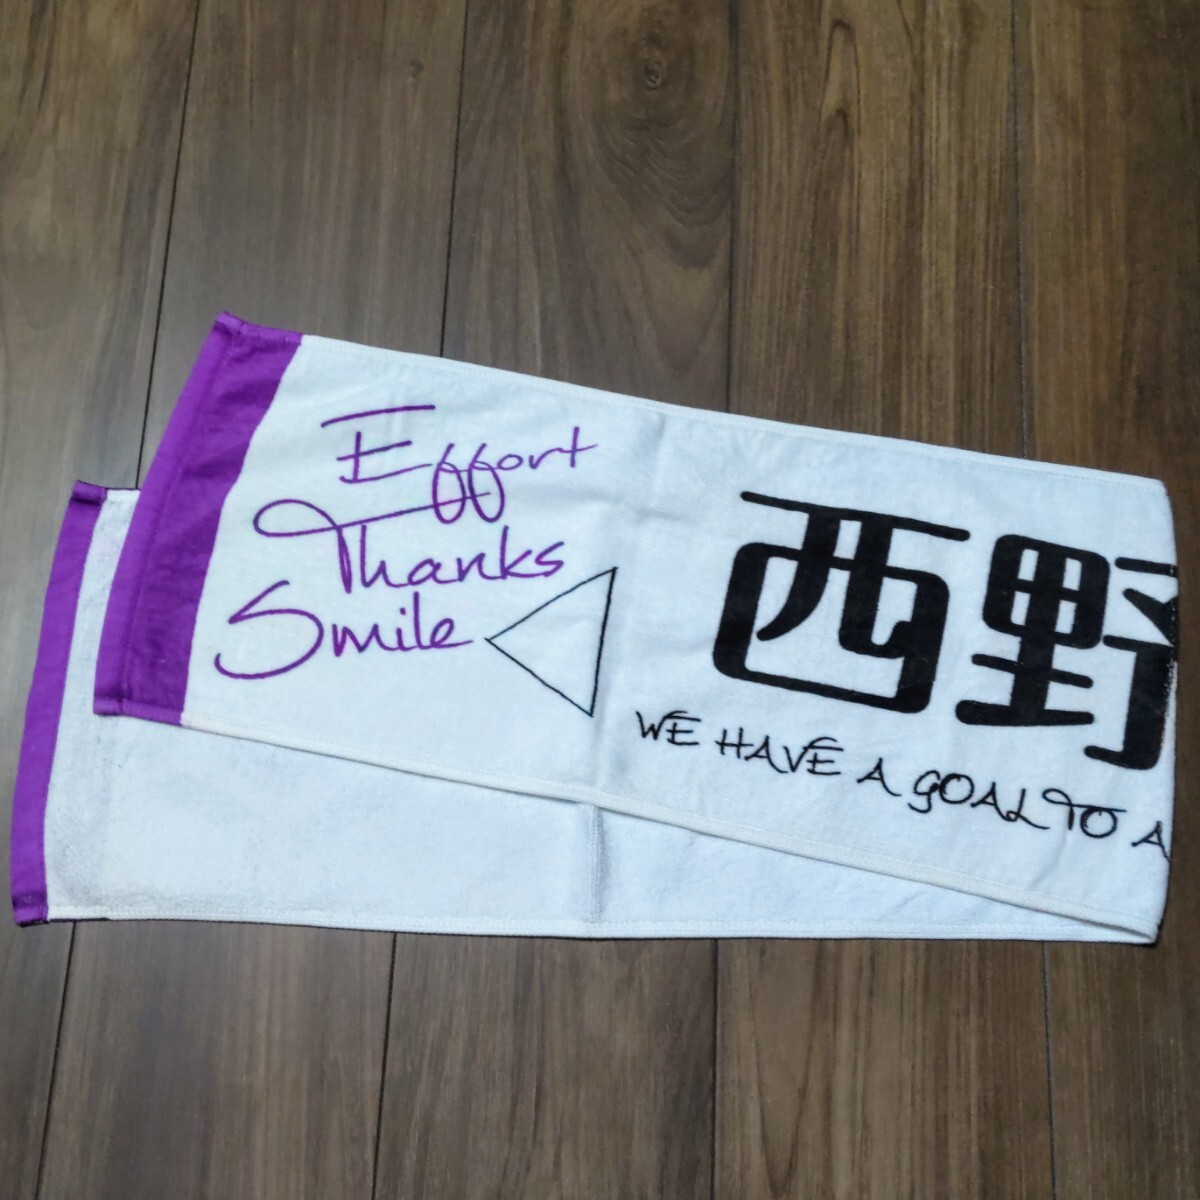 Effort
Thanks
Smile
西野
WE HAVE A GOAL TO A